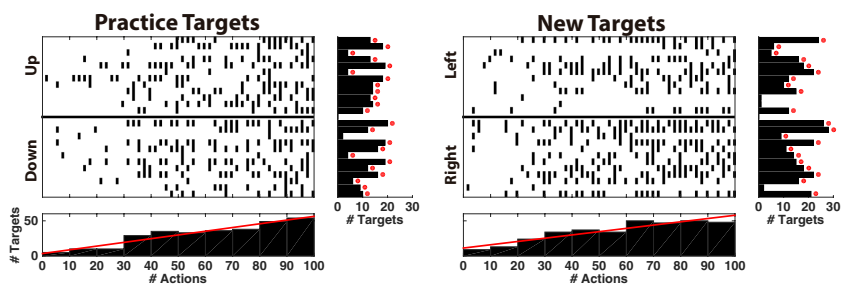 Practice Targets
New Targets
Up
Down
Left
Right
0 10 20 30
# Targets
0 10 20 30
# Targets
# Targets
50
0
0 10 20 30 40 50 60 70 80 90 100
# Actions
0 10 20 30 40 50 60 70 80 90 100
# Actions